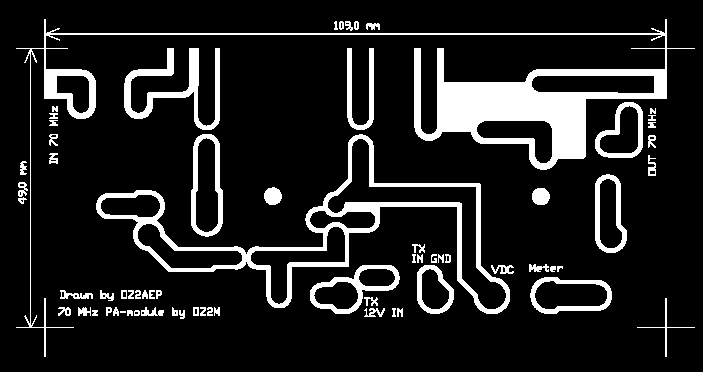 109,0 mm
IN 70 MHz
OUT 70 MHz
49,0 mm
TX
IN GND
VDC
Meter
Drawn by OZ2AEP
TX
70 MHz PA-module by OZ2M
12V IN